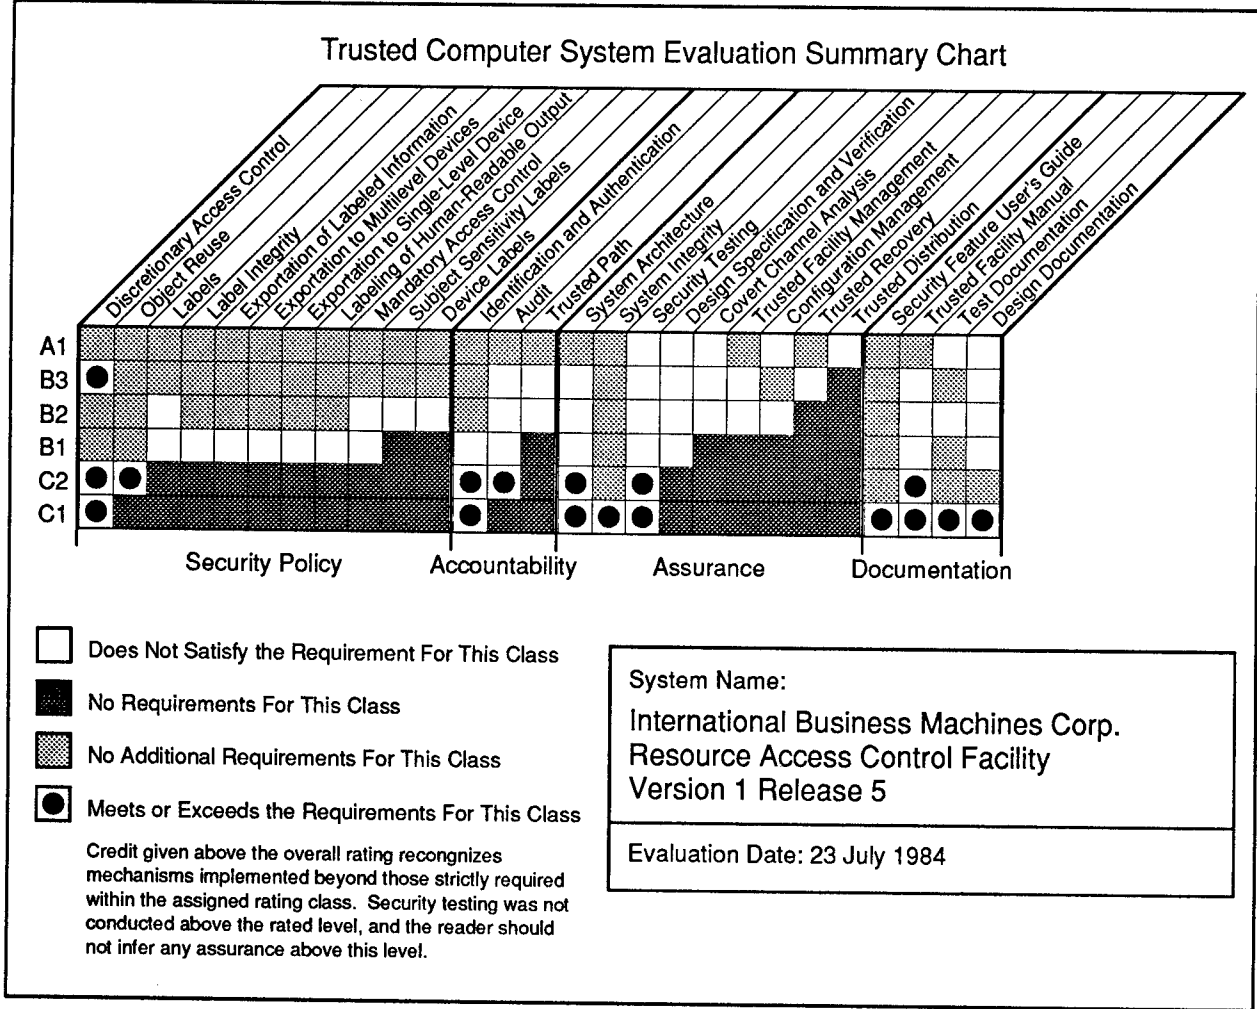 Trusted Computer System Evaluation Summary Chart
Discretionary Access Control
Object Reuse
Labels
Label Integrity
Exportation of Labeled Information
Exportation to Multilevel Devices
Exportation to Single-Level Device
Labeling of Human-Readable Output
Mandatory Access Control
Subject Sensitivity Labels
Device Labels
Identification and Authentication
Audit
Trusted Path
System Architecture
System Integrity
Security Testing
Design Specification and Verification
Covert Channel Analysis
Trusted Facility Management
Configuration Management
Trusted Recovery
Trusted Distribution
Security Feature User's Guide
Trusted Facility Manual
Test Documentation
Design Documentation
A1
B3
B2
B1
C2
C1
Security Policy
Accountability
Assurance
Documentation
Does Not Satisfy the Requirement For This Class
No Requirements For This Class
No Additional Requirements For This Class
Meets or Exceeds the Requirements For This Class
Credit given above the overall rating recongnizes
mechanisms implemented beyond those strictly required
within the assigned rating class. Security testing was not
conducted above the rated level, and the reader should
not infer any assurance above this level.
System Name:
International Business Machines Corp.
Resource Access Control Facility
Version 1 Release 5
Evaluation Date: 23 July 1984